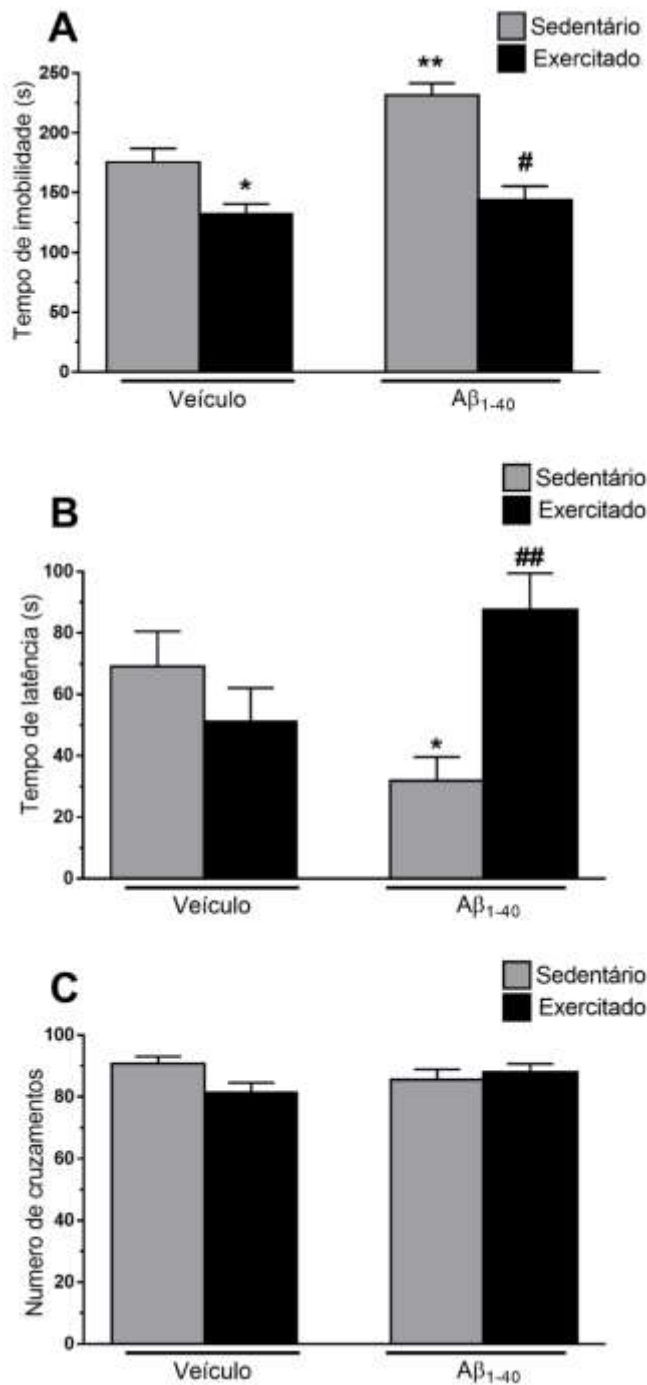 A
Sedentário
Exercitado
Tempo de imobilidade (s)
250
200
150
100
50
0
*
**
#
Veículo
Aβ1-40
B
Sedentário
Exercitado
Tempo de latência (s)
100
80
60
40
20
0
*
##
Veículo
Aβ1-40
C
Sedentário
Exercitado
Numero de cruzamentos
100
80
60
40
20
0
Veículo
Aβ1-40